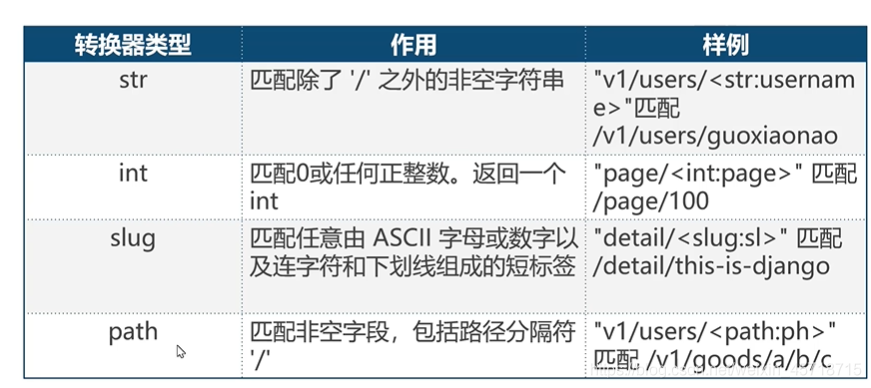 转换器类型 作用 样例
str 匹配除了 '/' 之外的非空字符串 "v1/users/<str:usernam
e>"匹配
/v1/users/guoxiaonao
int 匹配0或任何正整数。返回一个 "page/<int:page>" 匹配
int /page/100
slug 匹配任意由 ASCII 字母或数字以 "detail/<slug:sl>" 匹配
及连字符和下划线组成的短标签 /detail/this-is-django
path 匹配非空字段，包括路径分隔符 "v1/users/<path:ph>"
'/' 匹配 /v1/goods/a/b/c